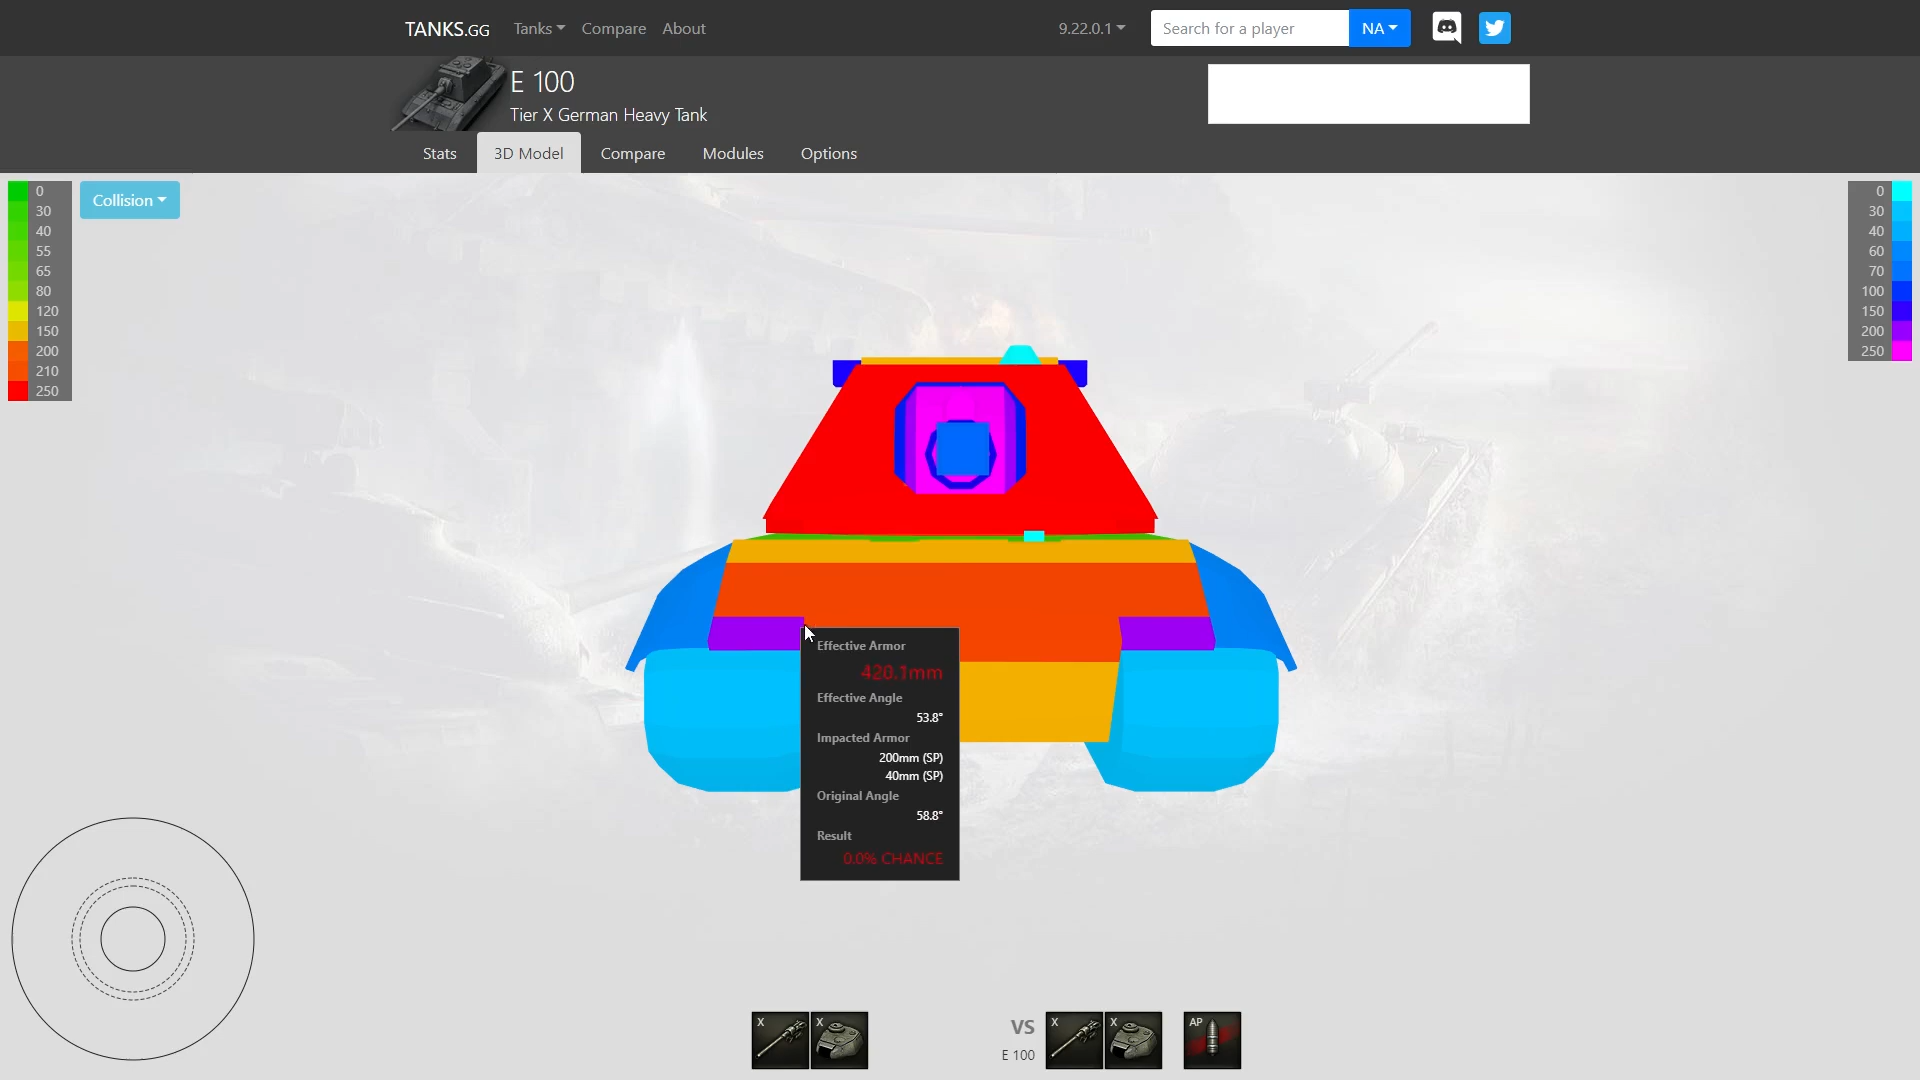 TANKS.GG Tanks Compare About 9.22.0.1 Search for a player NA
E 100
Tier X German Heavy Tank
Stats 3D Model Compare Modules Options
Collision
0
30
40
55
65
80
120
150
200
210
250
0
30
40
60
70
100
150
200
250
Effective Armor
420.1mm
Effective Angle
53.8°
Impacted Armor
200mm (SP)
40mm (SP)
Original Angle
58.8°
Result
0.0% CHANCE
X X VS X X AP
E 100